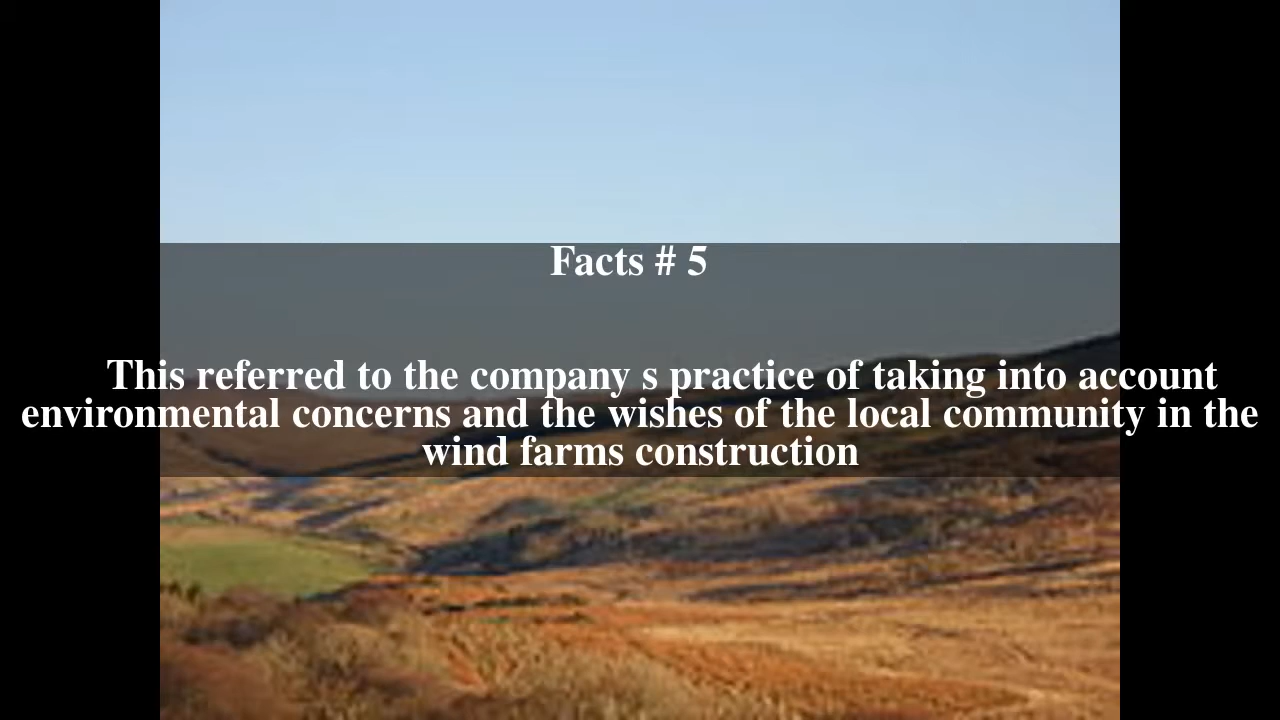 Facts # 5
This referred to the company s practice of taking into account
environmental concerns and the wishes of the local community in the
wind farms construction